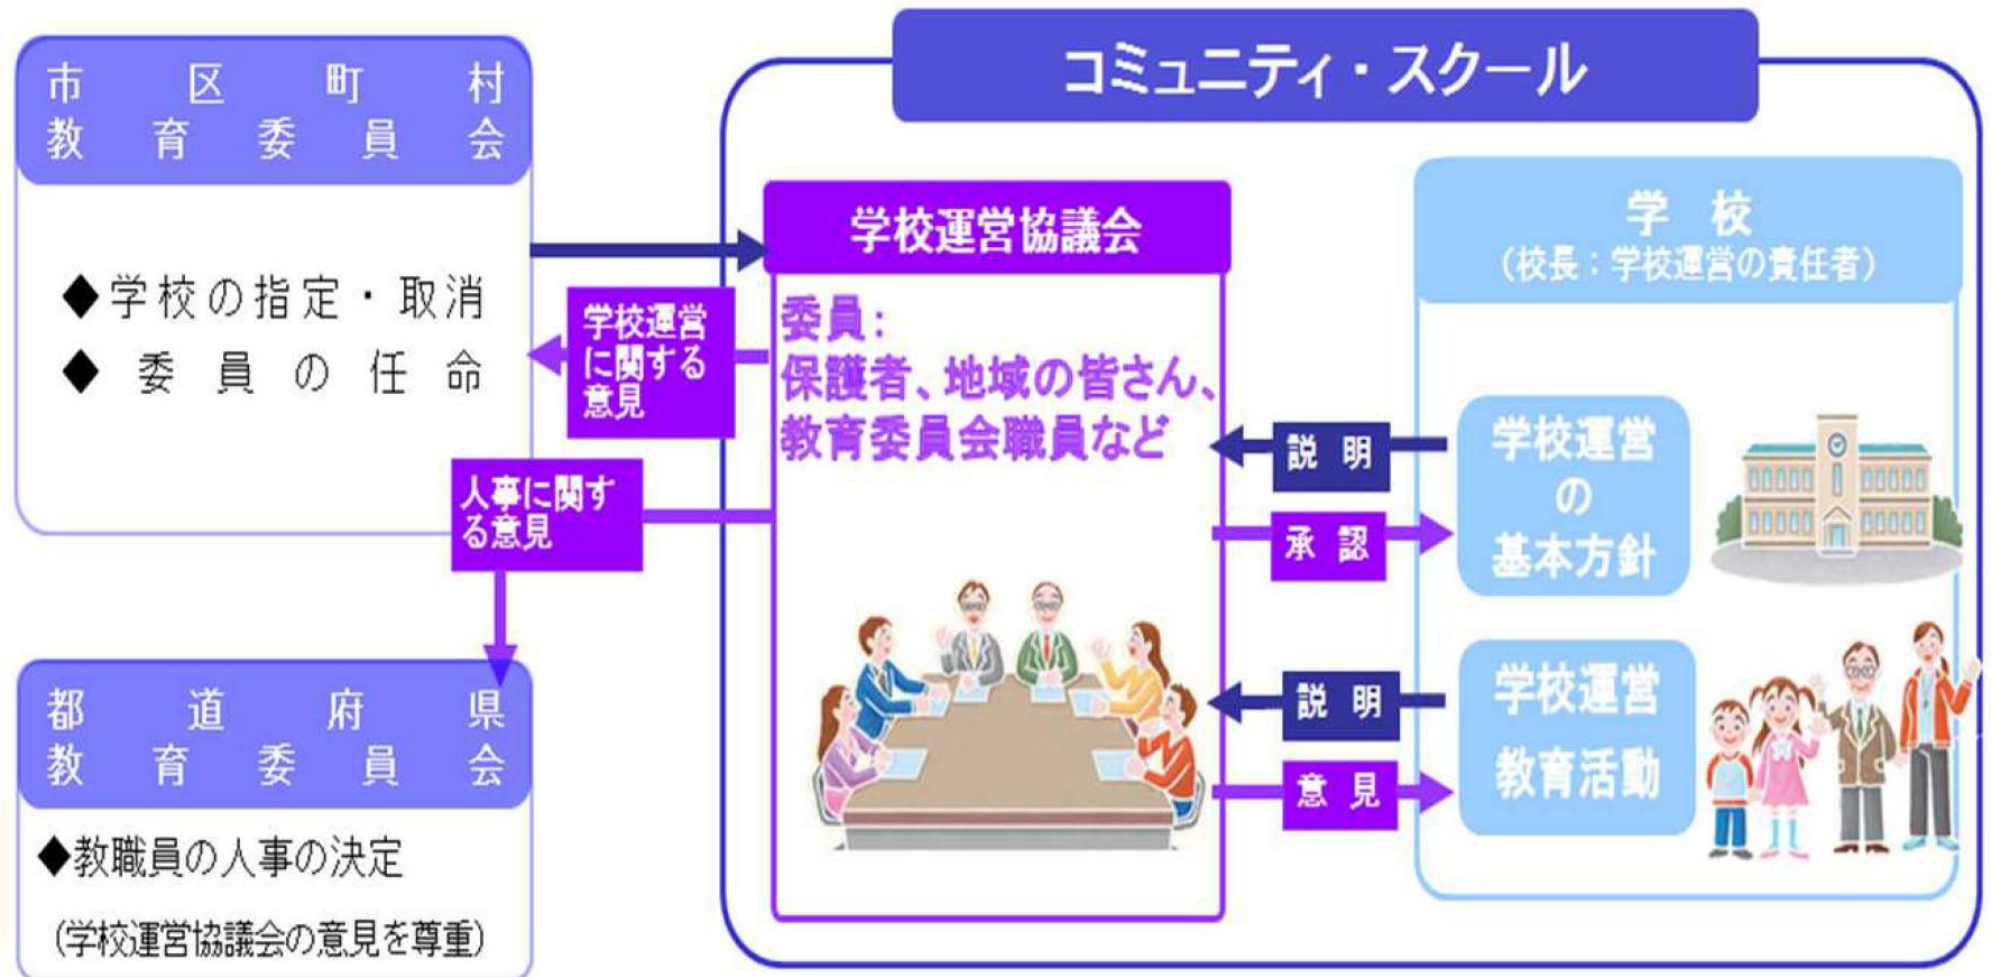 コミュニティ・スクール
市区町村
教育委員会
◆学校の指定・取消
◆委員の任命
学校運営
に関する
意見
人事に関す
る意見
都道府県
教育委員会
◆教職員の人事の決定
(学校運営協議会の意見を尊重)
学校運営協議会
委員:
保護者、地域の皆さん、
教育委員会職員など
説明
承認
説明
意見
学校
(校長:学校運営の責任者)
学校運営
の
基本方針
学校運営
教育活動